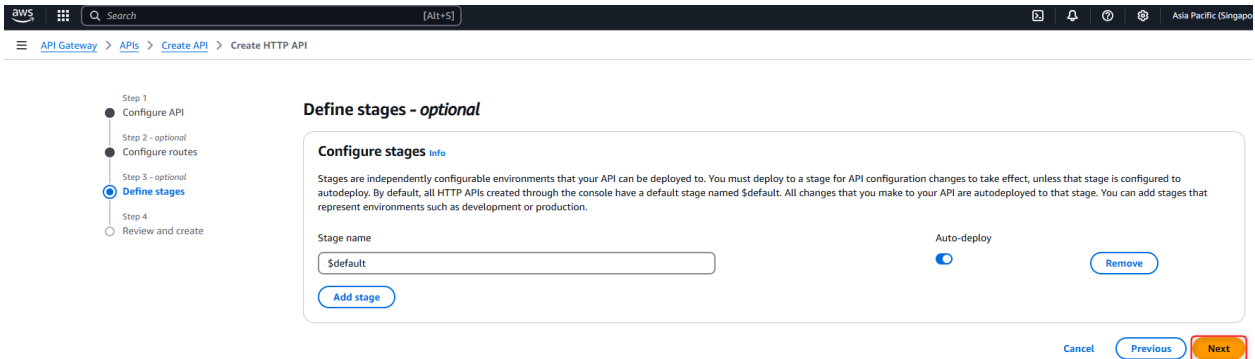 aws
Search [Alt+S]
Asia Pacific (Singapo
API Gateway > APIs > Create API > Create HTTP API
Step 1
Configure API
Step 2 - optional
Configure routes
Step 3 - optional
Define stages
Step 4
Review and create
Define stages - optional
Configure stages Info
Stages are independently configurable environments that your API can be deployed to. You must deploy to a stage for API configuration changes to take effect, unless that stage is configured to
autodeploy. By default, all HTTP APIs created through the console have a default stage named $default. All changes that you make to your API are autodeployed to that stage. You can add stages that
represent environments such as development or production.
Stage name
Auto-deploy
$default
Remove
Add stage
Cancel
Previous
Next